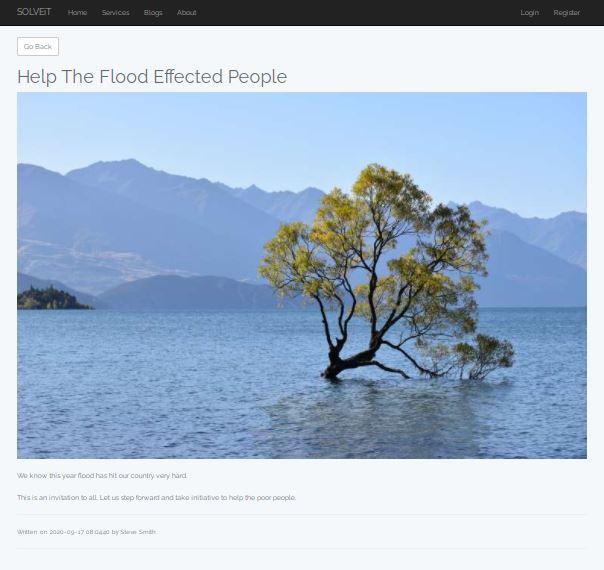 SOLVEiT Home Services Blogs About Login Register
Go Back
Help The Flood Effected People
We know this year flood has hit our country very hard.
This is an invitation to all. Let us step forward and take initiative to help the poor people.
Written on 2020-09-17 08:04:40 by Steve Smith